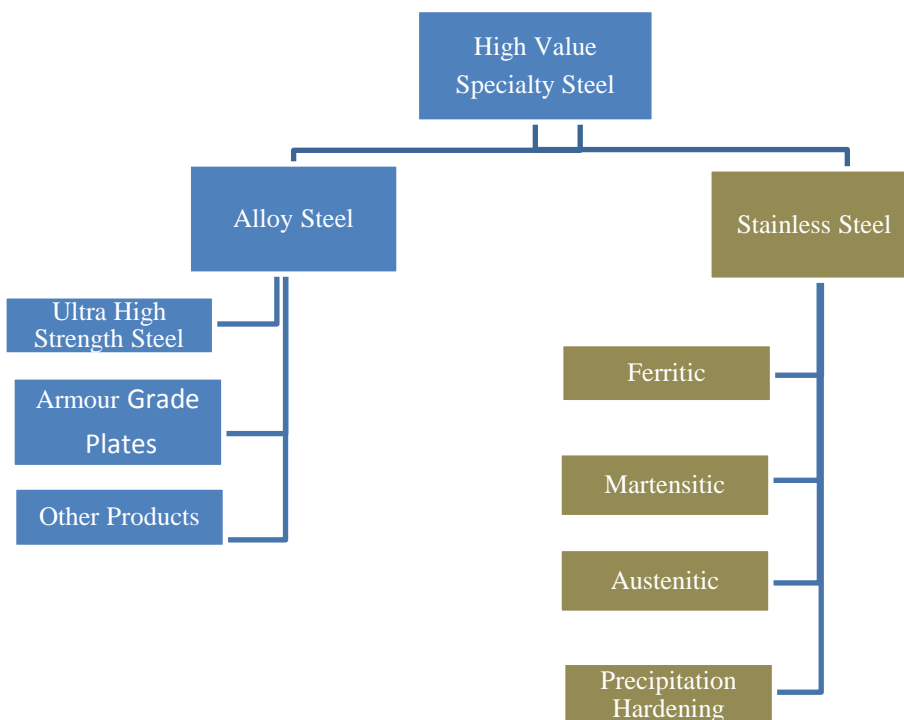 High Value
Specialty Steel
Alloy Steel
Stainless Steel
Ultra High
Strength Steel
Armour Grade
Plates
Other Products
Ferritic
Martensitic
Austenitic
Precipitation
Hardening